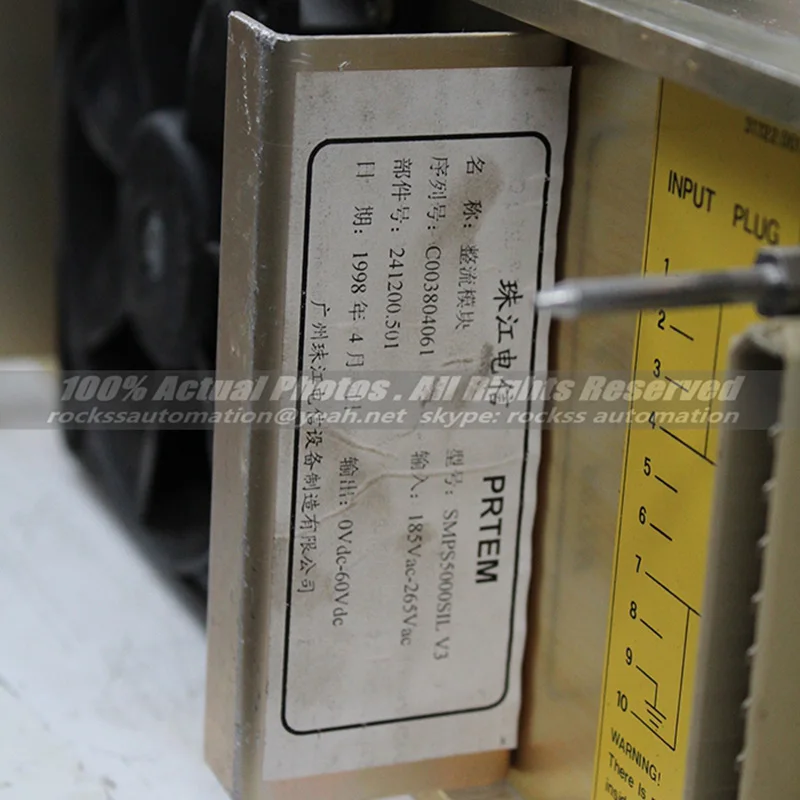 珠江电信 PRTEM
名 称: 整流模块 型号: SMPS5000SIL V3
序列号: C003804061 输入: 185Vac-265Vac
部件号: 241200.501 输出: 0Vdc-60Vdc
日 期: 1998 年 4 月
广州珠江电信设备制造有限公司
INPUT PLUG
1
2
3
4
5
6
7
8
9
10
WARNING!
There is
inside
100% Actual Photos . All Rights Reserved
rockssautomation@yeah.net skype: rockss automation